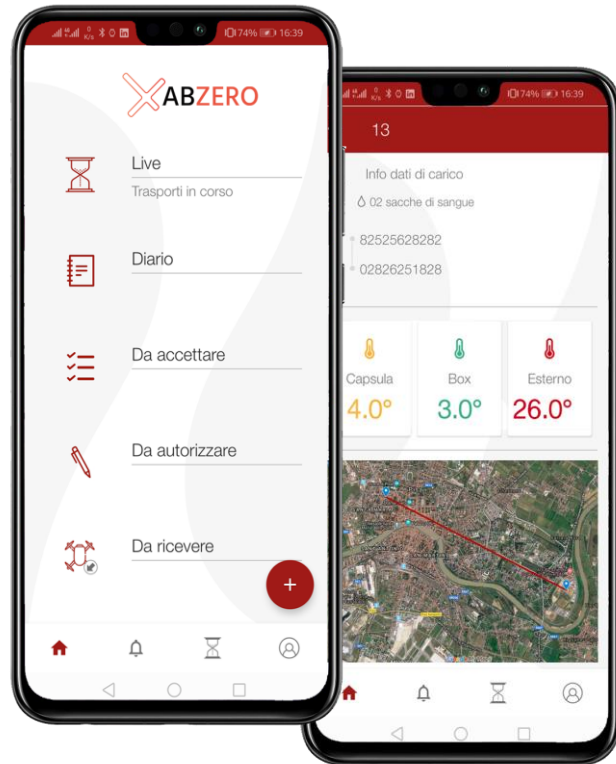 0
K/s
74%
16:39
ABZERO
Live
Trasporti in corso
Diario
Da accettare
Da autorizzare
Da ricevere
+
0
K/s
74%
16:39
13
Info dati di carico
02 sacche di sangue
82525628282
02826251828
Capsula
Box
Esterno
4.0°
3.0°
26.0°